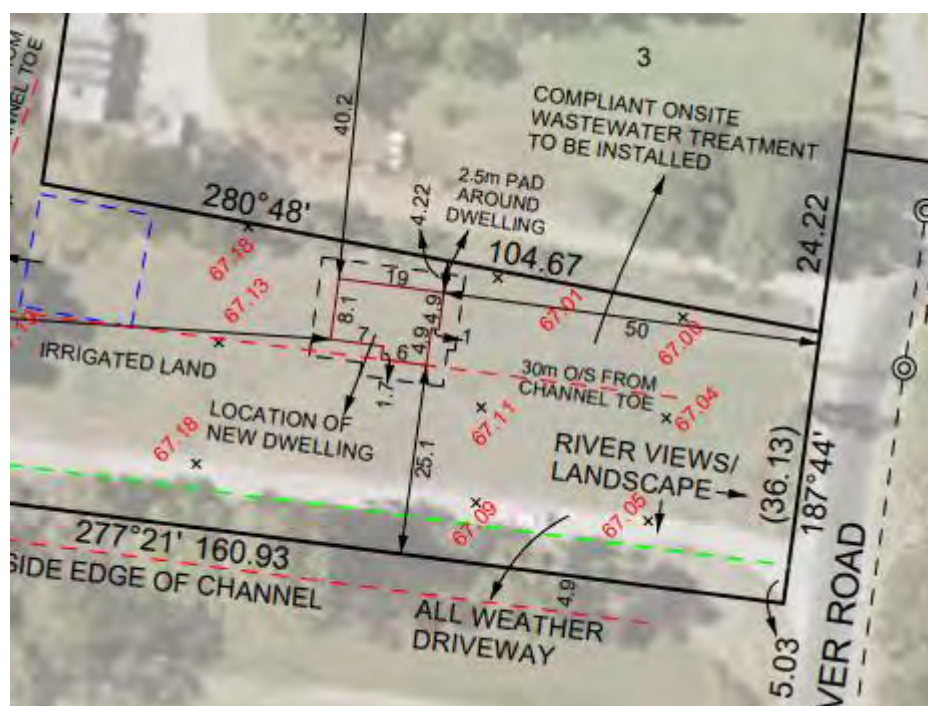 3
COMPLIANT ONSITE
WASTEWATER TREATMENT
TO BE INSTALLED
40.2
2.5m PAD
AROUND
DWELLING
4.22
280°48'
104.67
24.22
67.18
67.13
67.01
67.08
19
8.1
4.9
4.9
7
6
1
1.7
50
IRRIGATED LAND
30m O/S FROM
CHANNEL TOE
67.11
67.04
LOCATION OF
NEW DWELLING
67.18
25.1
RIVER VIEWS/
LANDSCAPE
67.09
67.05
(36.13)
187°44'
277°21' 160.93
SIDE EDGE OF CHANNEL
4.9
ALL WEATHER
DRIVEWAY
5.03
VER ROAD